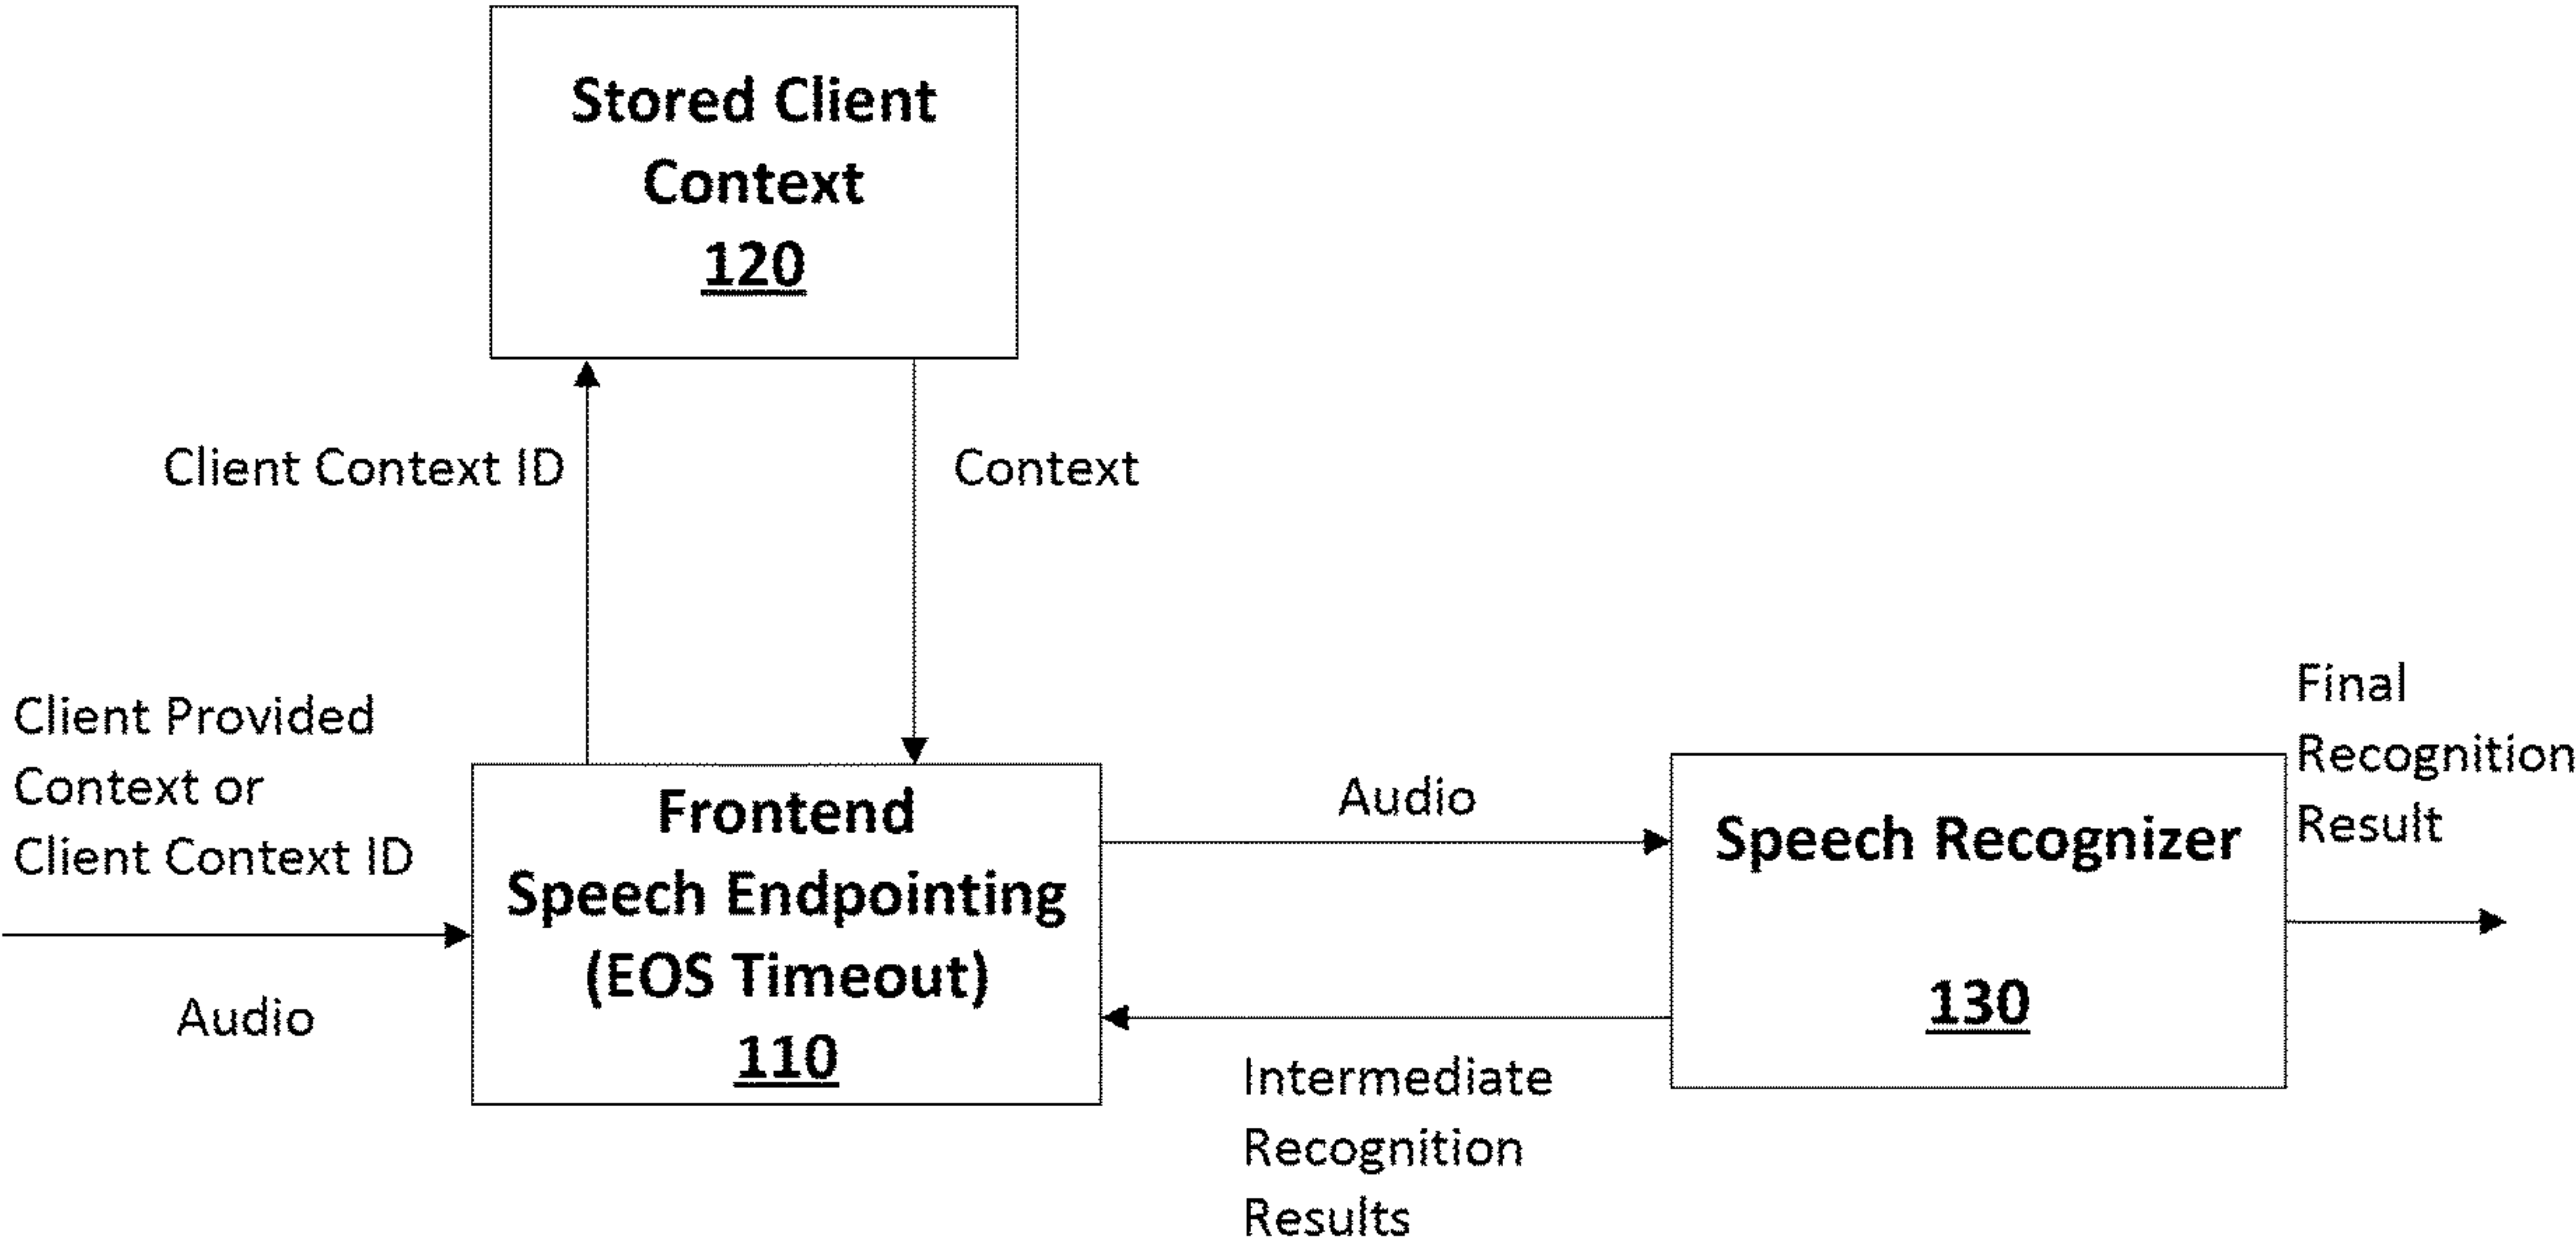 Stored Client
Context
120
Client Context ID
Context
Client Provided
Context or
Client Context ID
Audio
Frontend
Speech Endpointing
(EOS Timeout)
110
Audio
Intermediate
Recognition
Results
Speech Recognizer
130
Final
Recognition
Result